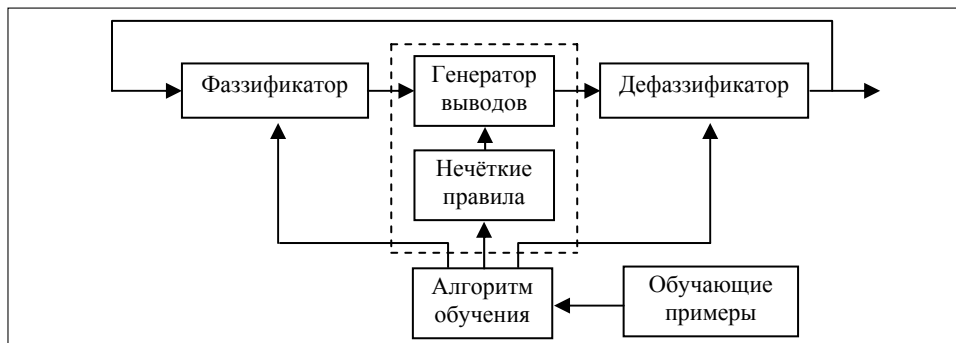 Фаззификатор
Генератор
выводов
Дефаззификатор
Нечёткие
правила
Алгоритм
обучения
Обучающие
примеры